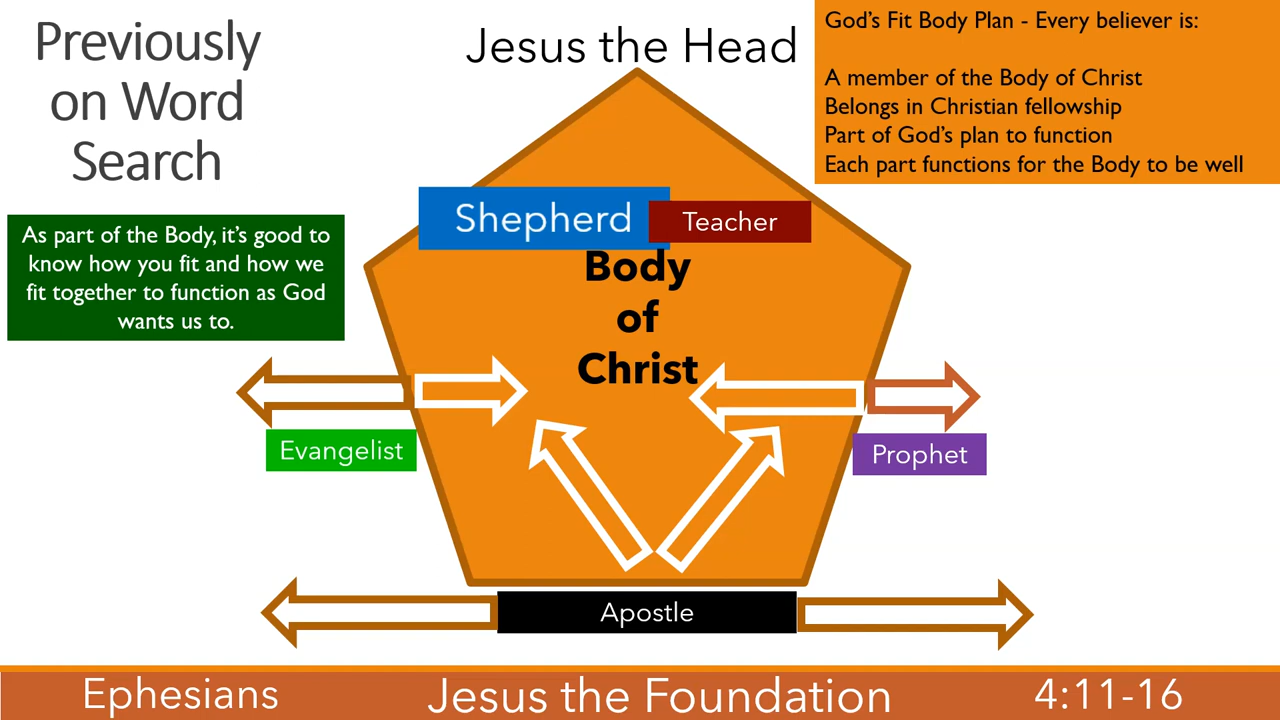 Previously
on Word
Search
Jesus the Head
God's Fit Body Plan - Every believer is:
A member of the Body of Christ
Belongs in Christian fellowship
Part of God's plan to function
Each part functions for the Body to be well
As part of the Body, it's good to
know how you fit and how we
fit together to function as God
wants us to.
Shepherd
Teacher
Body
of
Christ
Evangelist
Prophet
Apostle
Ephesians
Jesus the Foundation
4:11-16